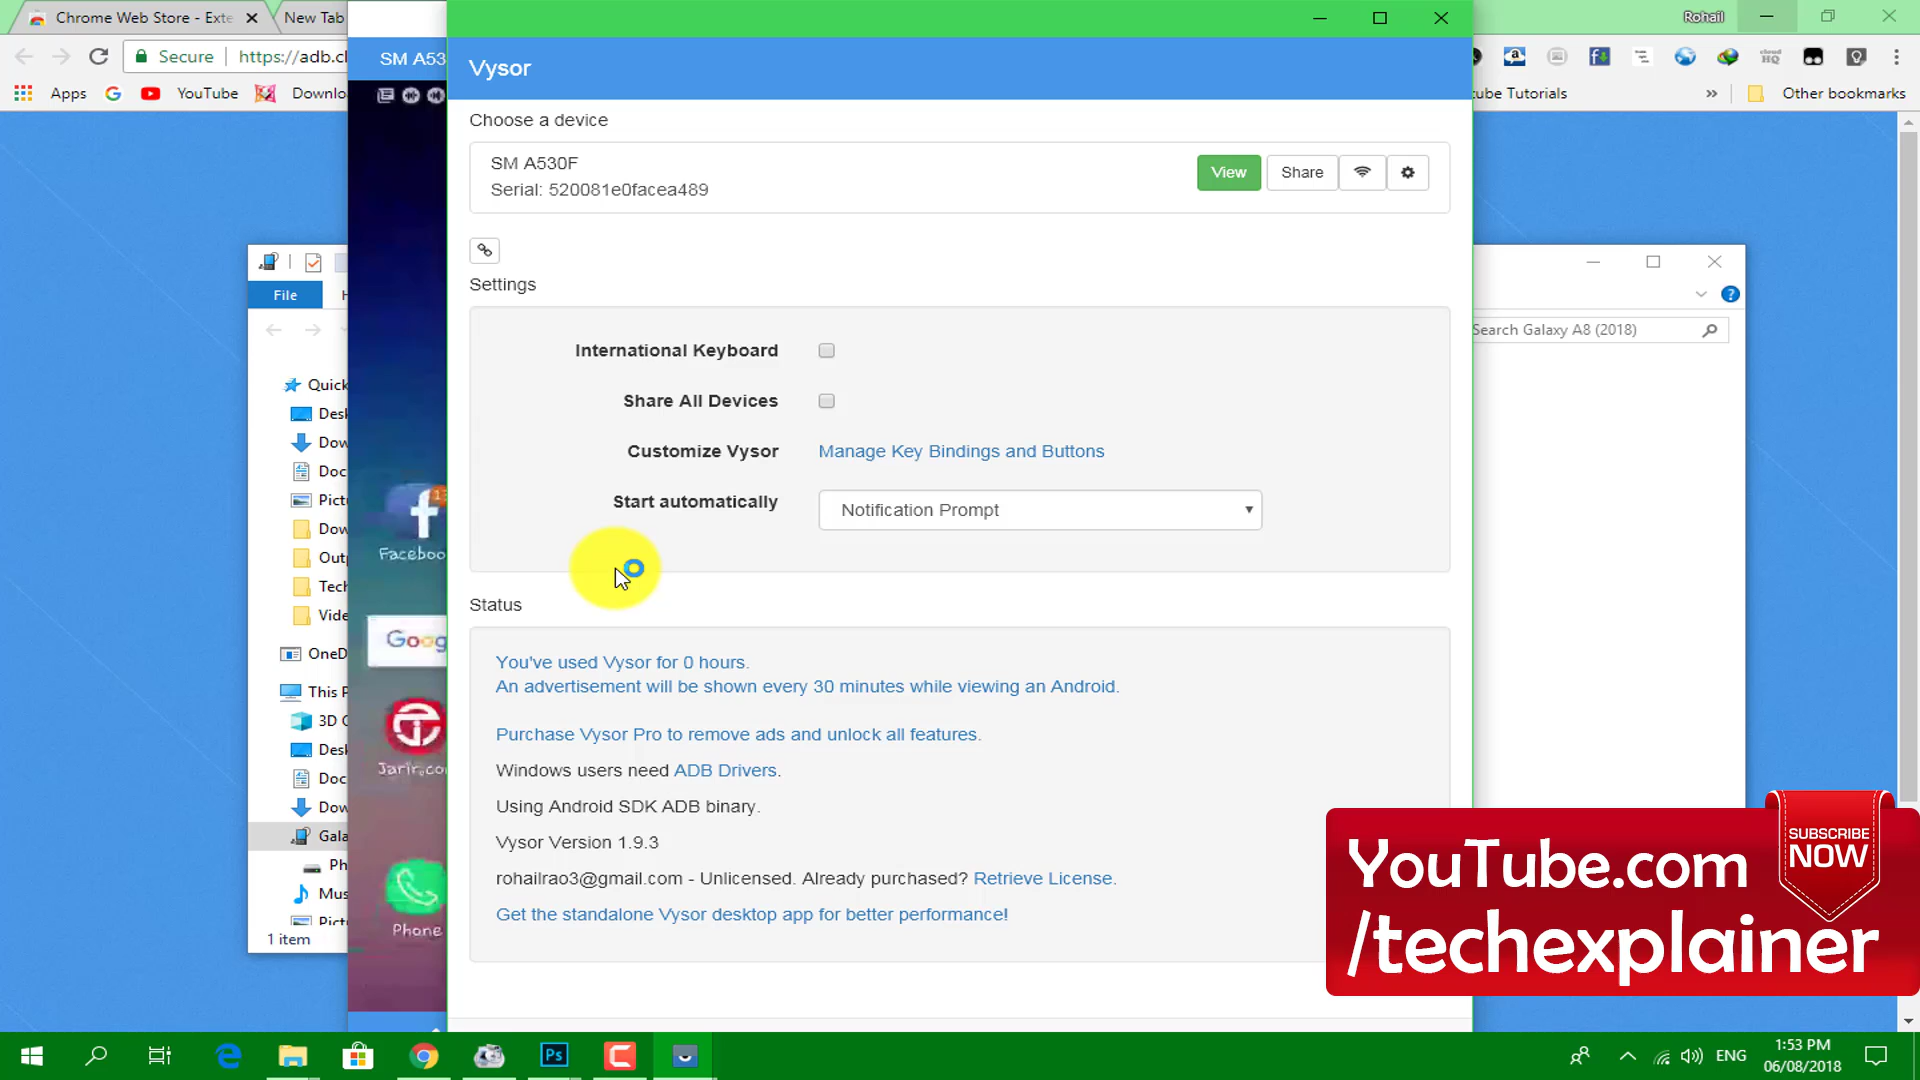 Chrome Web Store - Exte
New Tab
Rohail
Secure
https://adb.cl
Apps
YouTube
Downlo
ube Tutorials
Other bookmarks
SM A53
Vysor
Choose a device
SM A530F
Serial: 520081e0facea489
View
Share
Settings
International Keyboard
Share All Devices
Customize Vysor
Manage Key Bindings and Buttons
Start automatically
Notification Prompt
Status
You've used Vysor for 0 hours.
An advertisement will be shown every 30 minutes while viewing an Android.
Purchase Vysor Pro to remove ads and unlock all features.
Windows users need ADB Drivers.
Using Android SDK ADB binary.
Vysor Version 1.9.3
rohailrao3@gmail.com - Unlicensed. Already purchased? Retrieve License.
Get the standalone Vysor desktop app for better performance!
File
Search Galaxy A8 (2018)
Quick
Desk
Dow
Doc
Pict
Dow
Outp
Tech
Vide
OneD
This P
3D O
Desk
Doc
Dow
Gala
Ph
Mus
Pict
1 item
Faceboo
Goog
Jarir.co
Phone
SUBSCRIBE
NOW
YouTube.com
/techexplainer
Ps
ENG
1:53 PM
06/08/2018